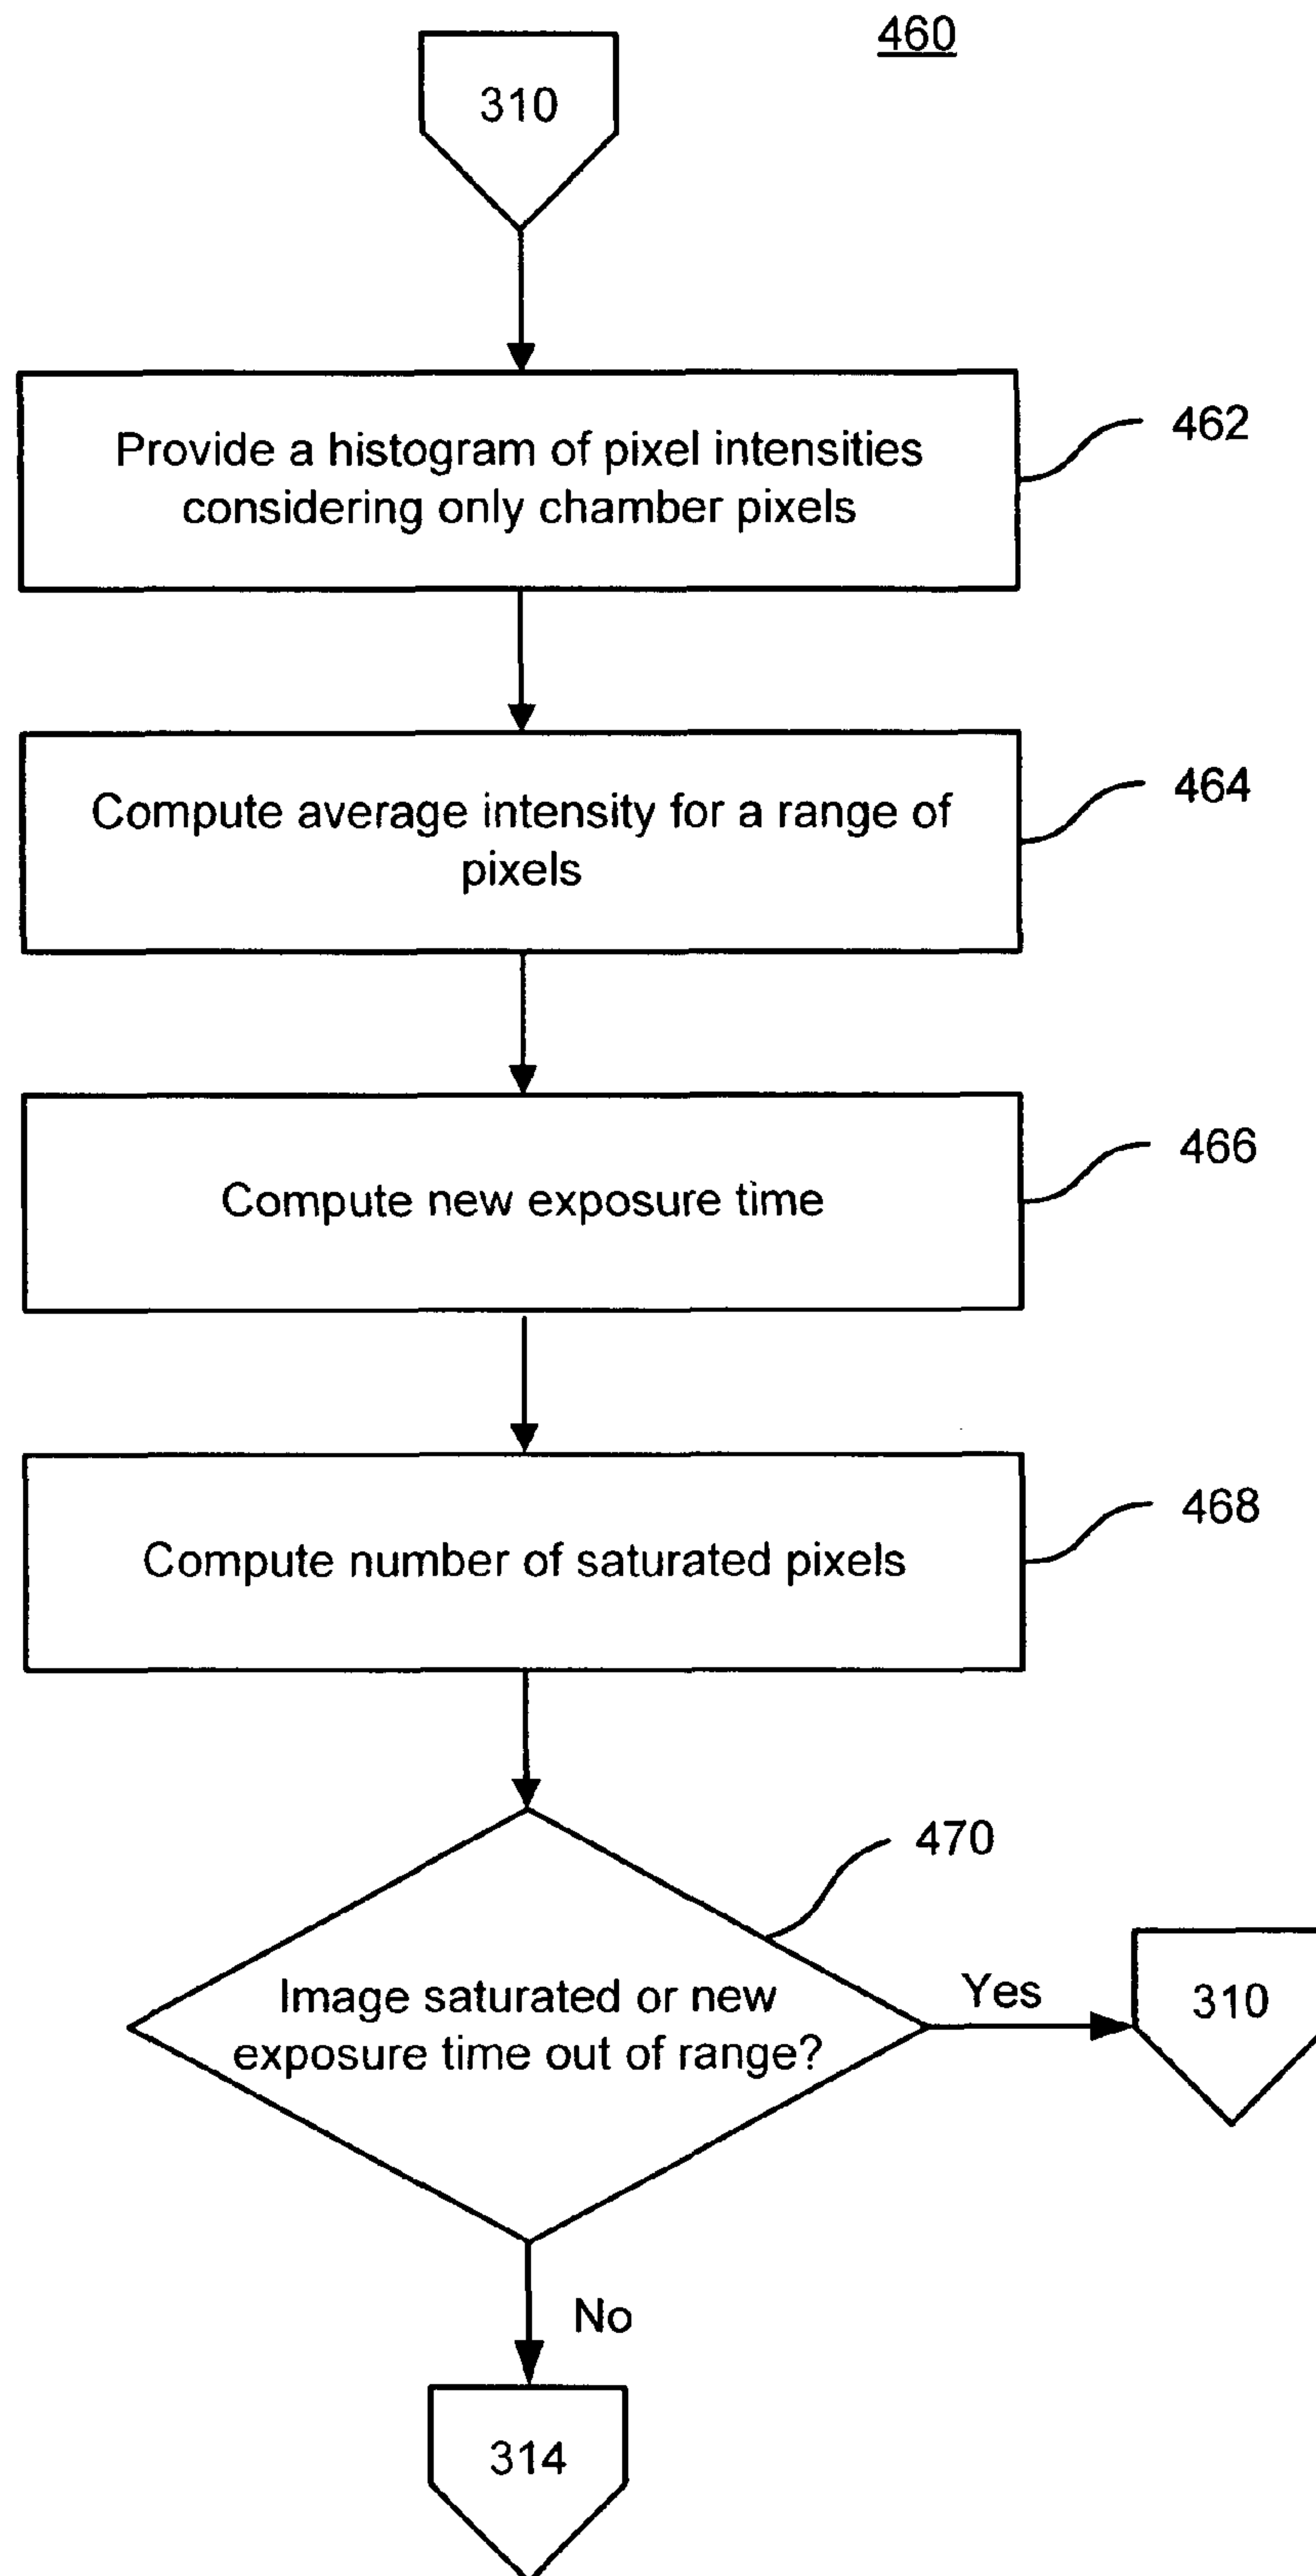 460
310
Provide a histogram of pixel intensities
considering only chamber pixels
462
Compute average intensity for a range of
pixels
464
Compute new exposure time
466
Compute number of saturated pixels
468
470
Image saturated or new
exposure time out of range?
Yes
310
No
314